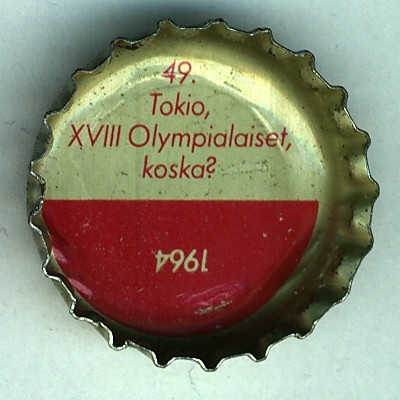 49.
Tokio,
XVIII Olympialaiset,
koska?
1964